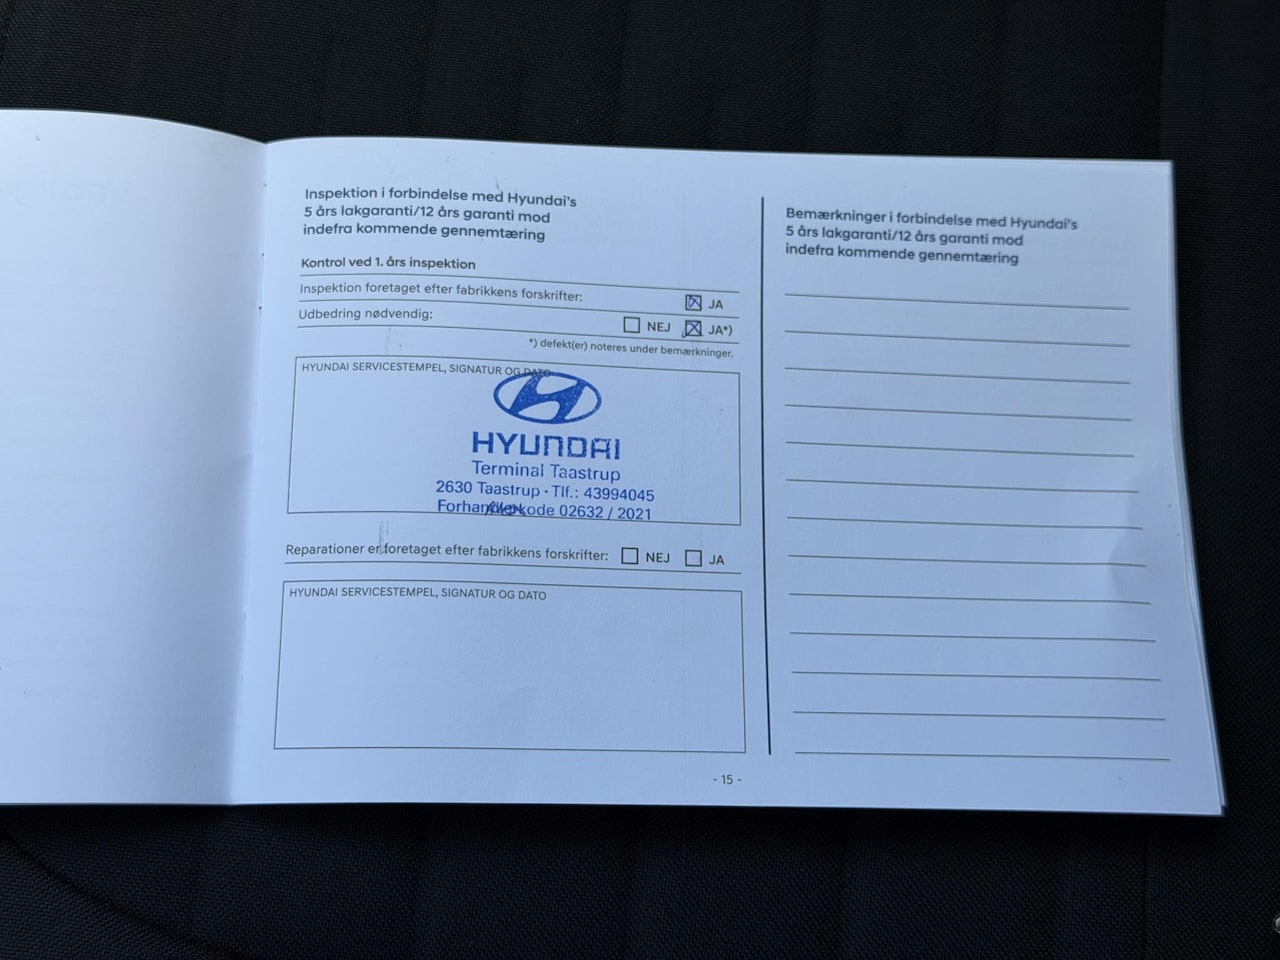 Inspektion i forbindelse med Hyundai's
5 års lakgaranti/12 års garanti mod
indefra kommende gennemtæring
Kontrol ved 1. års inspektion
Inspektion foretaget efter fabrikkens forskrifter: JA
Udbedring nødvendig: NEJ JA*)
*) defekt(er) noteres under bemærkninger.
HYUNDAI SERVICESTEMPEL, SIGNATUR OG DATO
HYUNDAI
Terminal Taastrup
2630 Taastrup · Tlf.: 43994045
Forhandlerkode 02632 / 2021
Reparationer er foretaget efter fabrikkens forskrifter: NEJ JA
HYUNDAI SERVICESTEMPEL, SIGNATUR OG DATO
Bemærkninger i forbindelse med Hyundai's
5 års lakgaranti/12 års garanti mod
indefra kommende gennemtæring
- 15 -